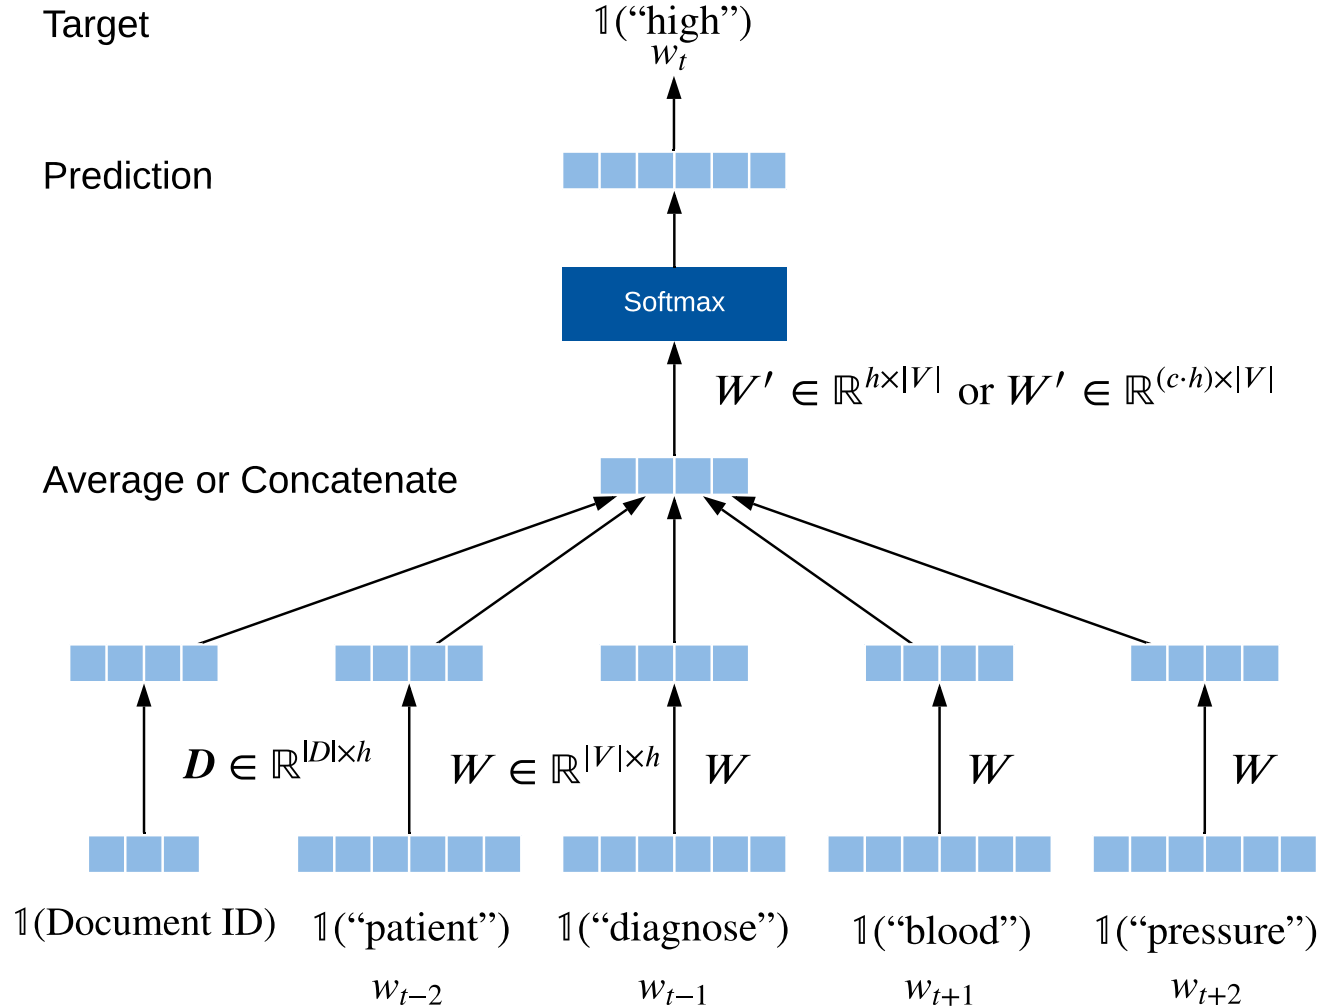 Target
𝟙(“high”)
wₜ
Prediction
Softmax
W′ ∈ ℝ^{h×|V|} or W′ ∈ ℝ^{(c·h)×|V|}
Average or Concatenate
D ∈ ℝ^{|D|×h} W ∈ ℝ^{|V|×h} W W W
𝟙(Document ID) 𝟙(“patient”) 𝟙(“diagnose”) 𝟙(“blood”) 𝟙(“pressure”)
w_{t−2} w_{t−1} w_{t+1} w_{t+2}